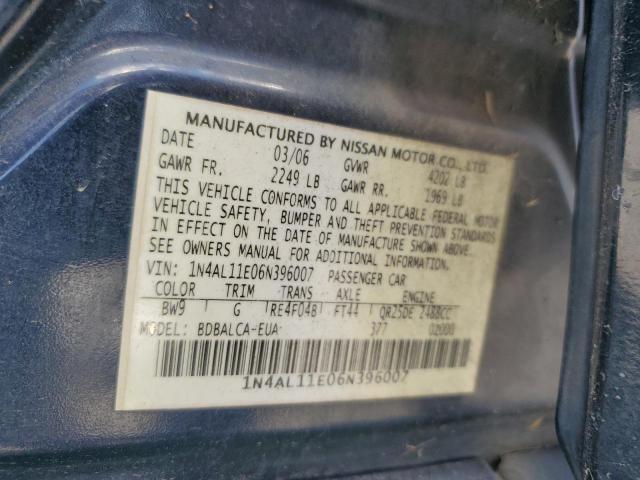 MANUFACTURED BY NISSAN MOTOR CO., LTD.
DATE 03/06 GVWR 4202 LB
GAWR FR. 2249 LB GAWR RR. 1969 LB
THIS VEHICLE CONFORMS TO ALL APPLICABLE FEDERAL MOTOR
VEHICLE SAFETY, BUMPER AND THEFT PREVENTION STANDARDS
IN EFFECT ON THE DATE OF MANUFACTURE SHOWN ABOVE.
SEE OWNERS MANUAL FOR ADDITIONAL INFORMATION.
VIN: 1N4AL11E06N396007 PASSENGER CAR
COLOR TRIM TRANS AXLE ENGINE
BW9 G RE4F04B FT44 QR25DE 2488CC
MODEL: BDBALCA-EUA 377 02000
1N4AL11E06N396007